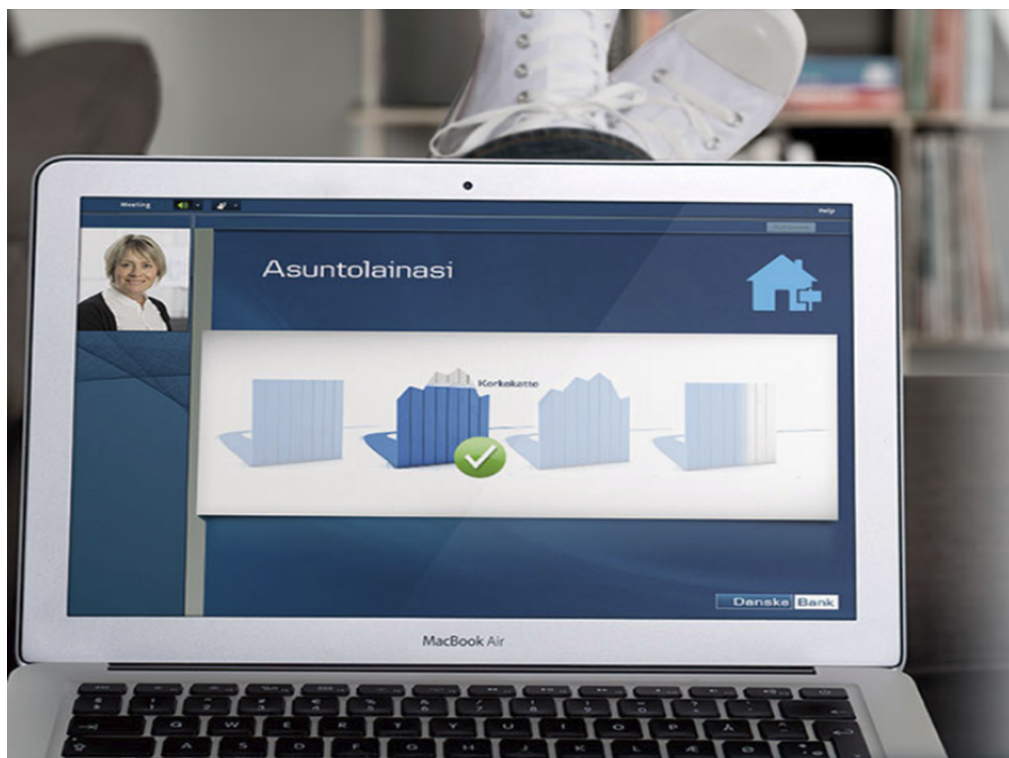 Meeting
Help
Asuntolainasi
Korkokatto
Danske Bank
MacBook Air
Q W E R T Y U I O P Å
A S D F G H J K L Æ Ø